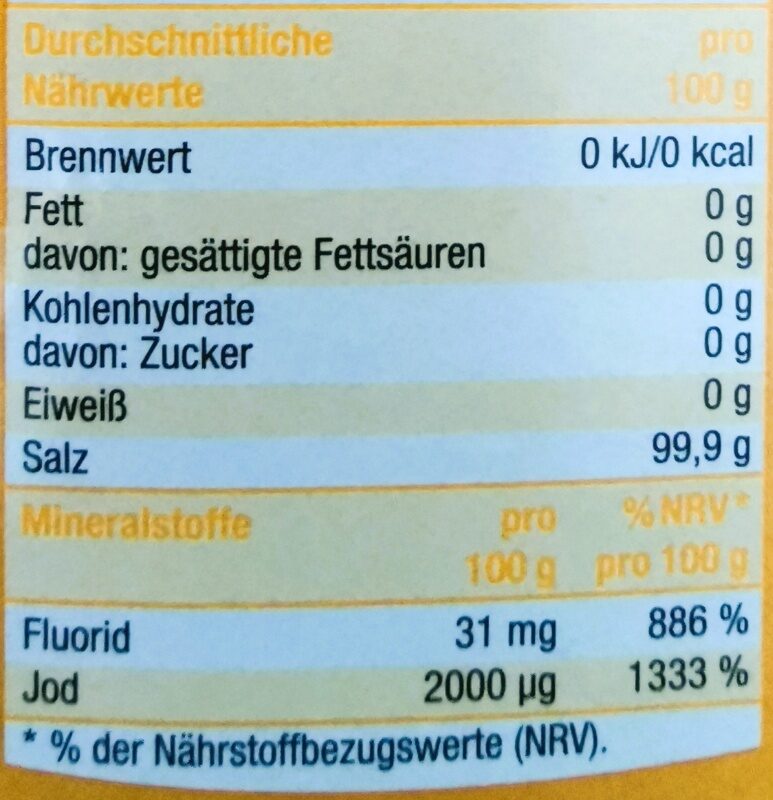 Durchschnittliche pro
Nährwerte 100 g
Brennwert 0 kJ/0 kcal
Fett 0 g
davon: gesättigte Fettsäuren 0 g
Kohlenhydrate 0 g
davon: Zucker 0 g
Eiweiß 0 g
Salz 99,9 g
Mineralstoffe pro % NRV*
100 g pro 100 g
Fluorid 31 mg 886 %
Jod 2000 µg 1333 %
* % der Nährstoffbezugswerte (NRV).